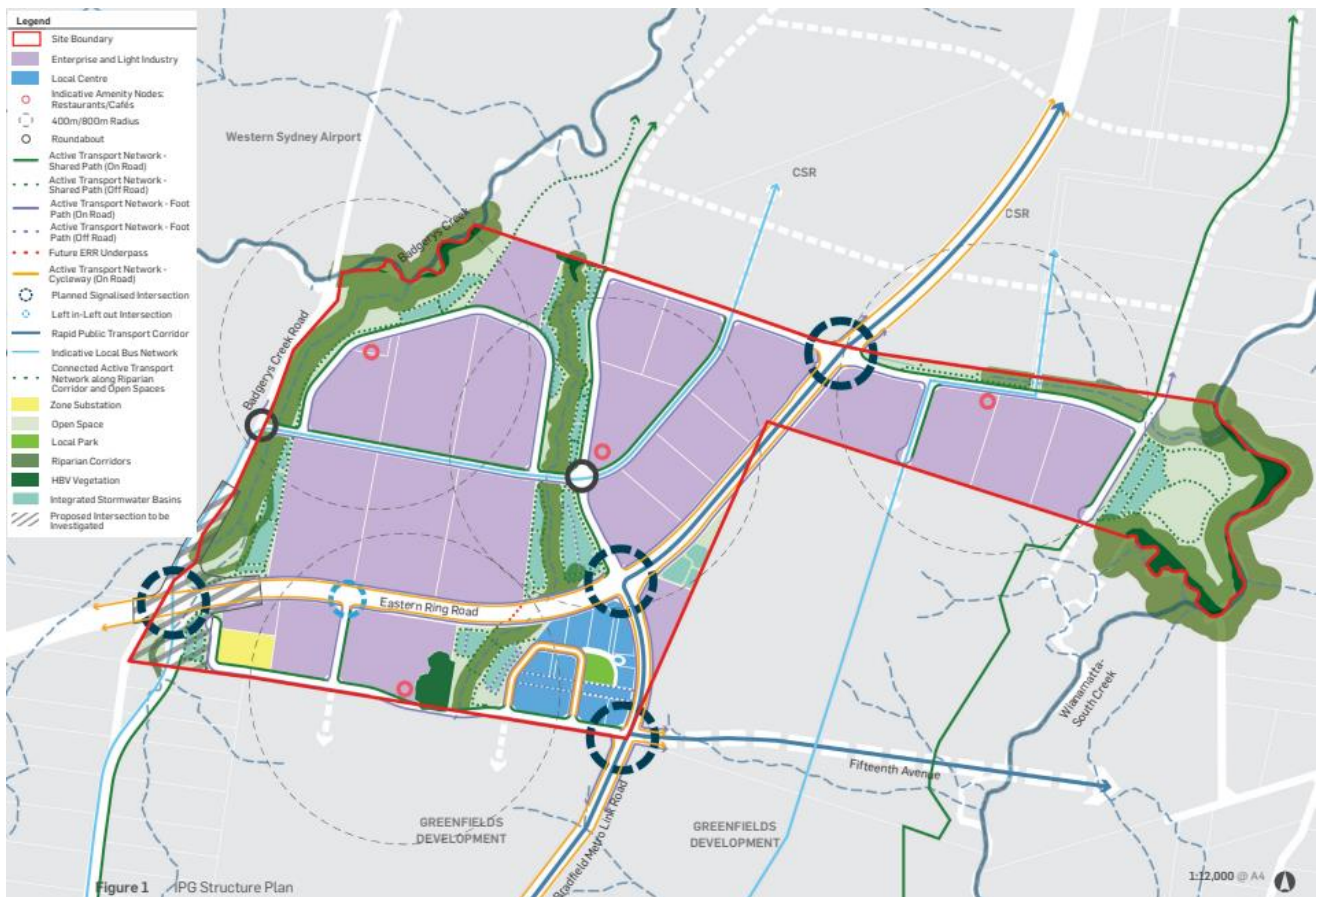 Legend
Site Boundary
Enterprise and Light Industry
Local Centre
Indicative Amenity Nodes:
Restaurants/Cafés
400m/800m Radius
Roundabout
Active Transport Network -
Shared Path (On Road)
Active Transport Network -
Shared Path (Off Road)
Active Transport Network - Foot
Path (On Road)
Active Transport Network - Foot
Path (Off Road)
Future ERR Underpass
Active Transport Network -
Cycleway (On Road)
Planned Signalised Intersection
Left in-Left out Intersection
Rapid Public Transport Corridor
Indicative Local Bus Network
Connected Active Transport
Network along Riparian
Corridor and Open Spaces
Zone Substation
Open Space
Local Park
Riparian Corridors
HBV Vegetation
Integrated Stormwater Basins
Proposed Intersection to be
Investigated
Western Sydney Airport
CSR
CSR
Badgerys Creek
Badgerys Creek Road
Eastern Ring Road
Wianamatta-
South Creek
Fifteenth Avenue
Bradfield Metro Link Road
GREENFIELDS
DEVELOPMENT
GREENFIELDS
DEVELOPMENT
Figure 1 IPG Structure Plan
1:12,000 @ A4